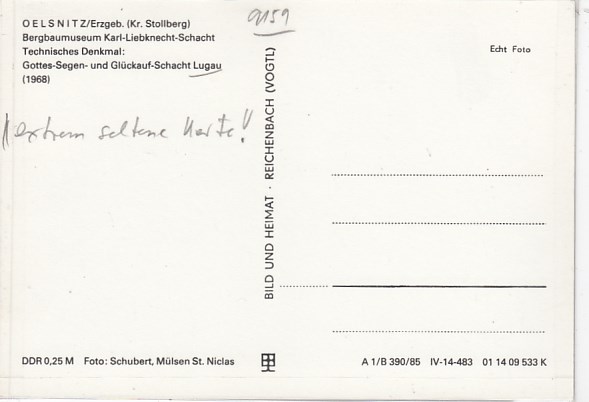 OELSNITZ/Erzgeb. (Kr. Stollberg)
Bergbaumuseum Karl-Liebknecht-Schacht
Technisches Denkmal:
Gottes-Segen- und Glückauf-Schacht Lugau
(1968)
9159
Echt Foto
extrem seltene Karte!
BILD UND HEIMAT · REICHENBACH (VOGTL)
DDR 0,25 M Foto: Schubert, Mülsen St. Niclas
A 1/B 390/85 IV-14-483 01 14 09 533 K